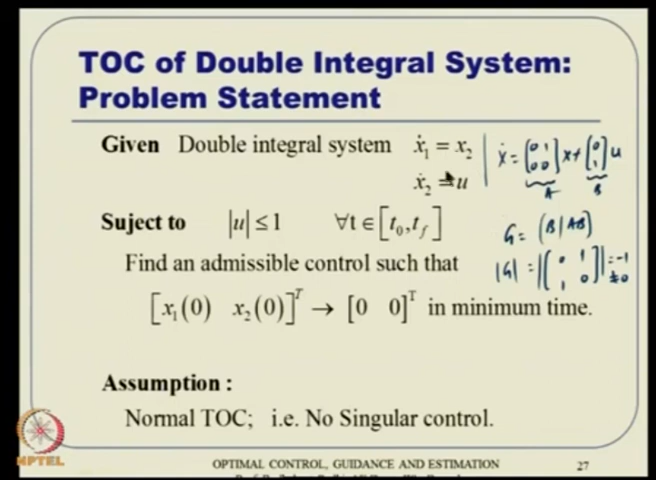 TOC of Double Integral System:
Problem Statement
Given Double integral system ẋ₁ = x₂ | ẋ = [0 1 0 0] x + [0 1] u
ẋ₂ = u
A B
Suject to |u| ≤ 1 ∀t ∈ [t₀, t_f]
G = (B | AB)
Find an admissible control such that
|G| = |[0 1 1 0]| = -1 ≠ 0
[x₁(0) x₂(0)]ᵀ → [0 0]ᵀ in minimum time.
Assumption :
Normal TOC; i.e. No Singular control.
NPTEL
OPTIMAL CONTROL, GUIDANCE AND ESTIMATION 27